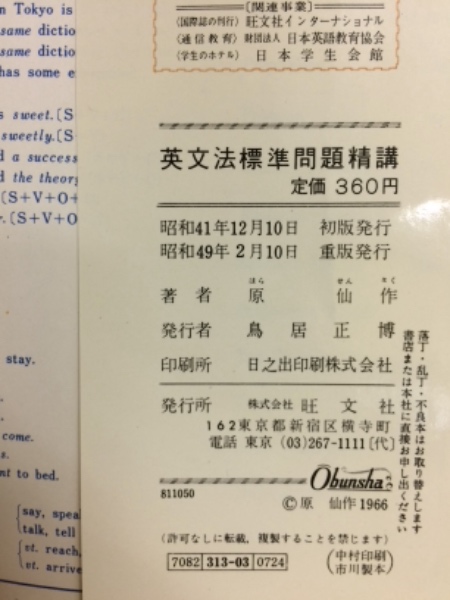 n Tokyo is
same dictio
same dictio
has some e
s sweet. [S
sweetly. [S
d a success
d the theory
[S+V+O+
r. [S+V+O
stay.
come.
s.
nt to bed.
say, spea
talk, tell
vt. reach,
vt. arrive
[関連事業]
〈国際誌の刊行〉 旺文社インターナショナル
〈通信教育〉 財団法人 日本英語教育協会
〈学生のホテル〉 日本学生会館
英文法標準問題精講
定価 360円
昭和41年12月10日 初版発行
昭和49年2月10日 重版発行
はら せん さく
著者 原 仙作
発行者 鳥居正博
印刷所 日之出印刷株式会社
発行所 株式会社 旺文社
162東京都新宿区横寺町
電話 東京 (03)267-1111〔代〕
落丁・乱丁・不良本はお取り替えします
書店または本社に直接お申し出ください
Obunsha
811050
©原 仙作 1966
(許可なしに転載、複製することを禁じます)
7082 313-03 0724
(中村印刷
市川製本)